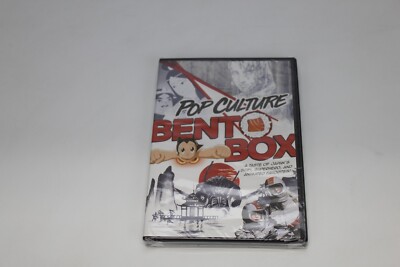 POP CULTURE
BENTO
BOX
A TASTE OF JAPAN'S